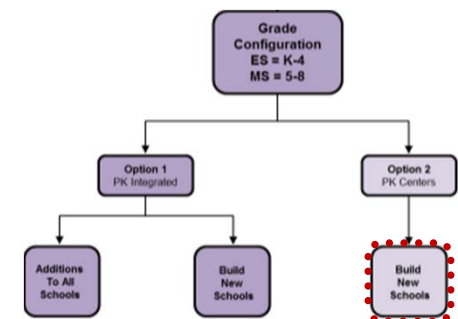 Grade
Configuration
ES = K-4
MS = 5-8
Option 1
PK Integrated
Option 2
PK Centers
Additions
To All
Schools
Build
New
Schools
Build
New
Schools